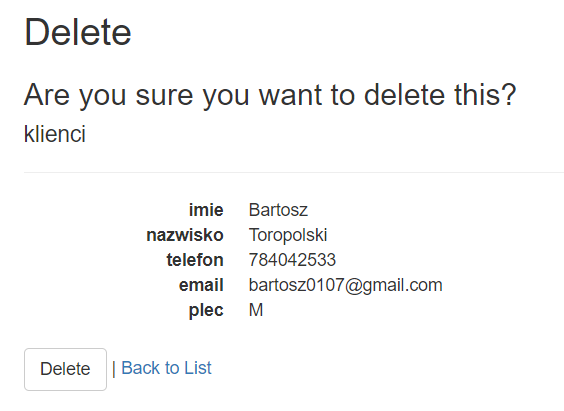 Delete
Are you sure you want to delete this?
klienci
imie Bartosz
nazwisko Toropolski
telefon 784042533
email bartosz0107@gmail.com
plec M
Delete | Back to List